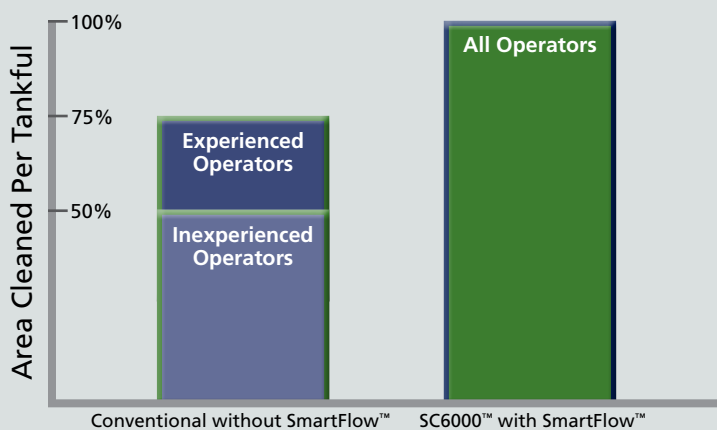 Area Cleaned Per Tankful
100%
75%
50%
Experienced
Operators
Inexperienced
Operators
All Operators
Conventional without SmartFlow™
SC6000™ with SmartFlow™